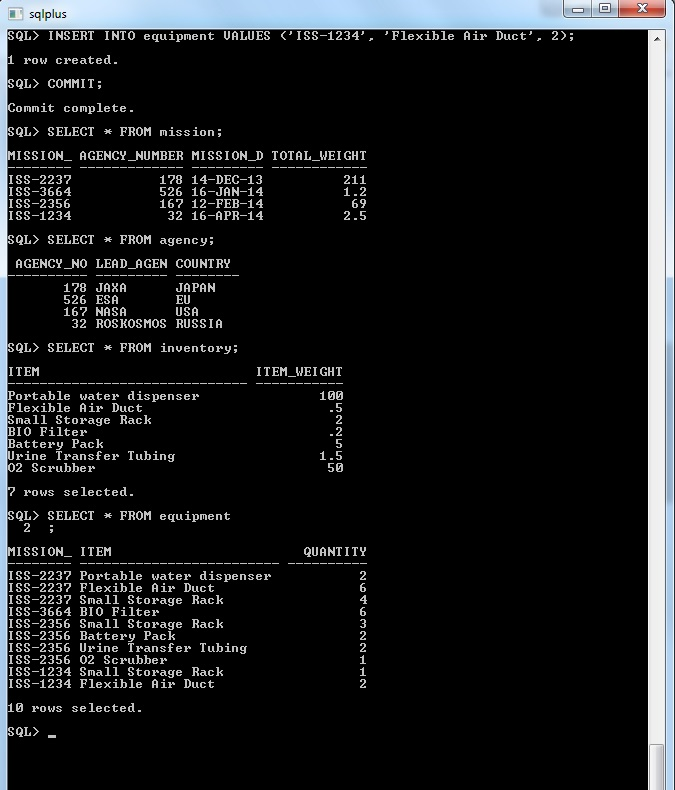 sqlplus
SQL> INSERT INTO equipment VALUES ('ISS-1234', 'Flexible Air Duct', 2);
1 row created.
SQL> COMMIT;
Commit complete.
SQL> SELECT * FROM mission;
MISSION_ AGENCY_NUMBER MISSION_D TOTAL_WEIGHT
-------- ------------- --------- ------------
ISS-2237           178 14-DEC-13          211
ISS-3664           526 16-JAN-14          1.2
ISS-2356           167 12-FEB-14           69
ISS-1234            32 16-APR-14          2.5
SQL> SELECT * FROM agency;
 AGENCY_NO LEAD_AGEN COUNTRY
---------- --------- --------
       178 JAXA      JAPAN
       526 ESA       EU
       167 NASA      USA
        32 ROSKOSMOS RUSSIA
SQL> SELECT * FROM inventory;
ITEM                           ITEM_WEIGHT
------------------------------ -----------
Portable water dispenser               100
Flexible Air Duct                       .5
Small Storage Rack                       2
BIO Filter                              .2
Battery Pack                             5
Urine Transfer Tubing                  1.5
O2 Scrubber                             50
7 rows selected.
SQL> SELECT * FROM equipment
  2  ;
MISSION_ ITEM                        QUANTITY
-------- ------------------------- ----------
ISS-2237 Portable water dispenser           2
ISS-2237 Flexible Air Duct                  6
ISS-2237 Small Storage Rack                 4
ISS-3664 BIO Filter                         6
ISS-2356 Small Storage Rack                 3
ISS-2356 Battery Pack                       2
ISS-2356 Urine Transfer Tubing              2
ISS-2356 O2 Scrubber                        1
ISS-1234 Small Storage Rack                 1
ISS-1234 Flexible Air Duct                  2
10 rows selected.
SQL> _